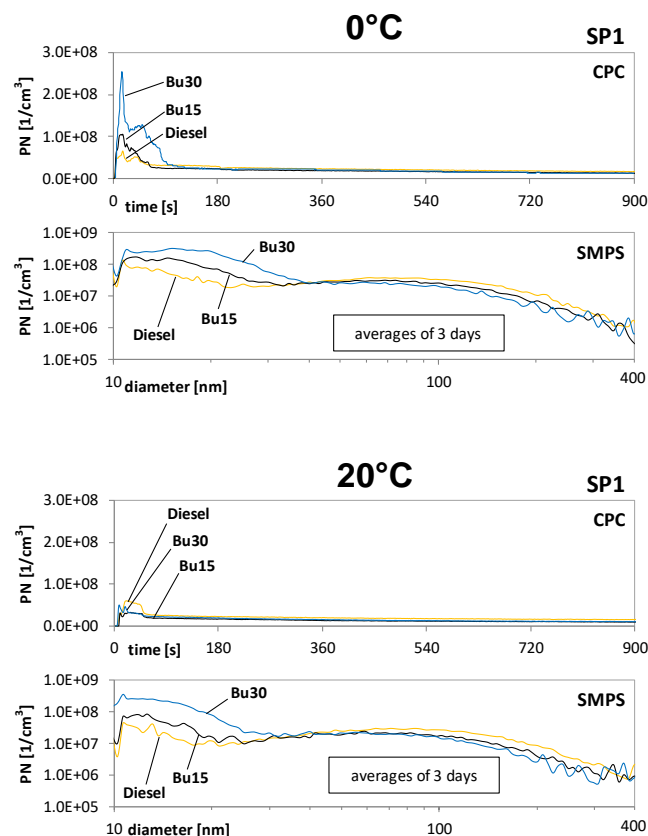 0°C
SP1
CPC
PN [1/cm³]
3.0E+08
2.0E+08
1.0E+08
0.0E+00
Bu30
Bu15
Diesel
0 180 360 540 720 900
time [s]
SMPS
PN [1/cm³]
1.0E+09
1.0E+08
1.0E+07
1.0E+06
1.0E+05
Bu30
Bu15
Diesel
averages of 3 days
10 100 400
diameter [nm]
20°C
SP1
CPC
PN [1/cm³]
3.0E+08
2.0E+08
1.0E+08
0.0E+00
Diesel
Bu30
Bu15
0 180 360 540 720 900
time [s]
SMPS
PN [1/cm³]
1.0E+09
1.0E+08
1.0E+07
1.0E+06
1.0E+05
Bu30
Bu15
Diesel
averages of 3 days
10 100 400
diameter [nm]